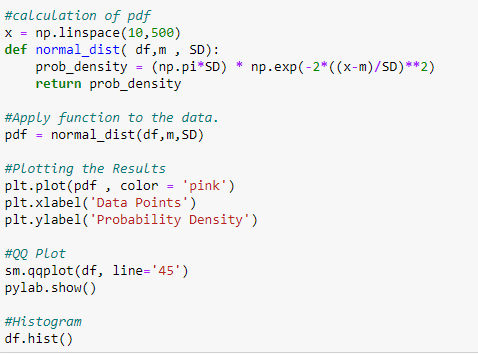 #calculation of pdf
x = np.linspace(10,500)
def normal_dist( df,m , SD):
    prob_density = (np.pi*SD) * np.exp(-2*((x-m)/SD)**2)
    return prob_density

#Apply function to the data.
pdf = normal_dist(df,m,SD)

#Plotting the Results
plt.plot(pdf , color = 'pink')
plt.xlabel('Data Points')
plt.ylabel('Probability Density')

#QQ Plot
sm.qqplot(df, line='45')
pylab.show()

#Histogram
df.hist()